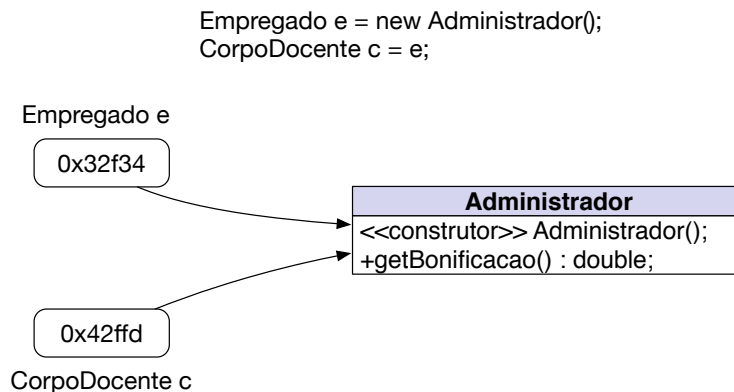 Empregado e = new Administrador();
CorpoDocente c = e;
Empregado e
0x32f34
Administrador
<<construtor>> Administrador();
+getBonificacao() : double;
0x42ffd
CorpoDocente c